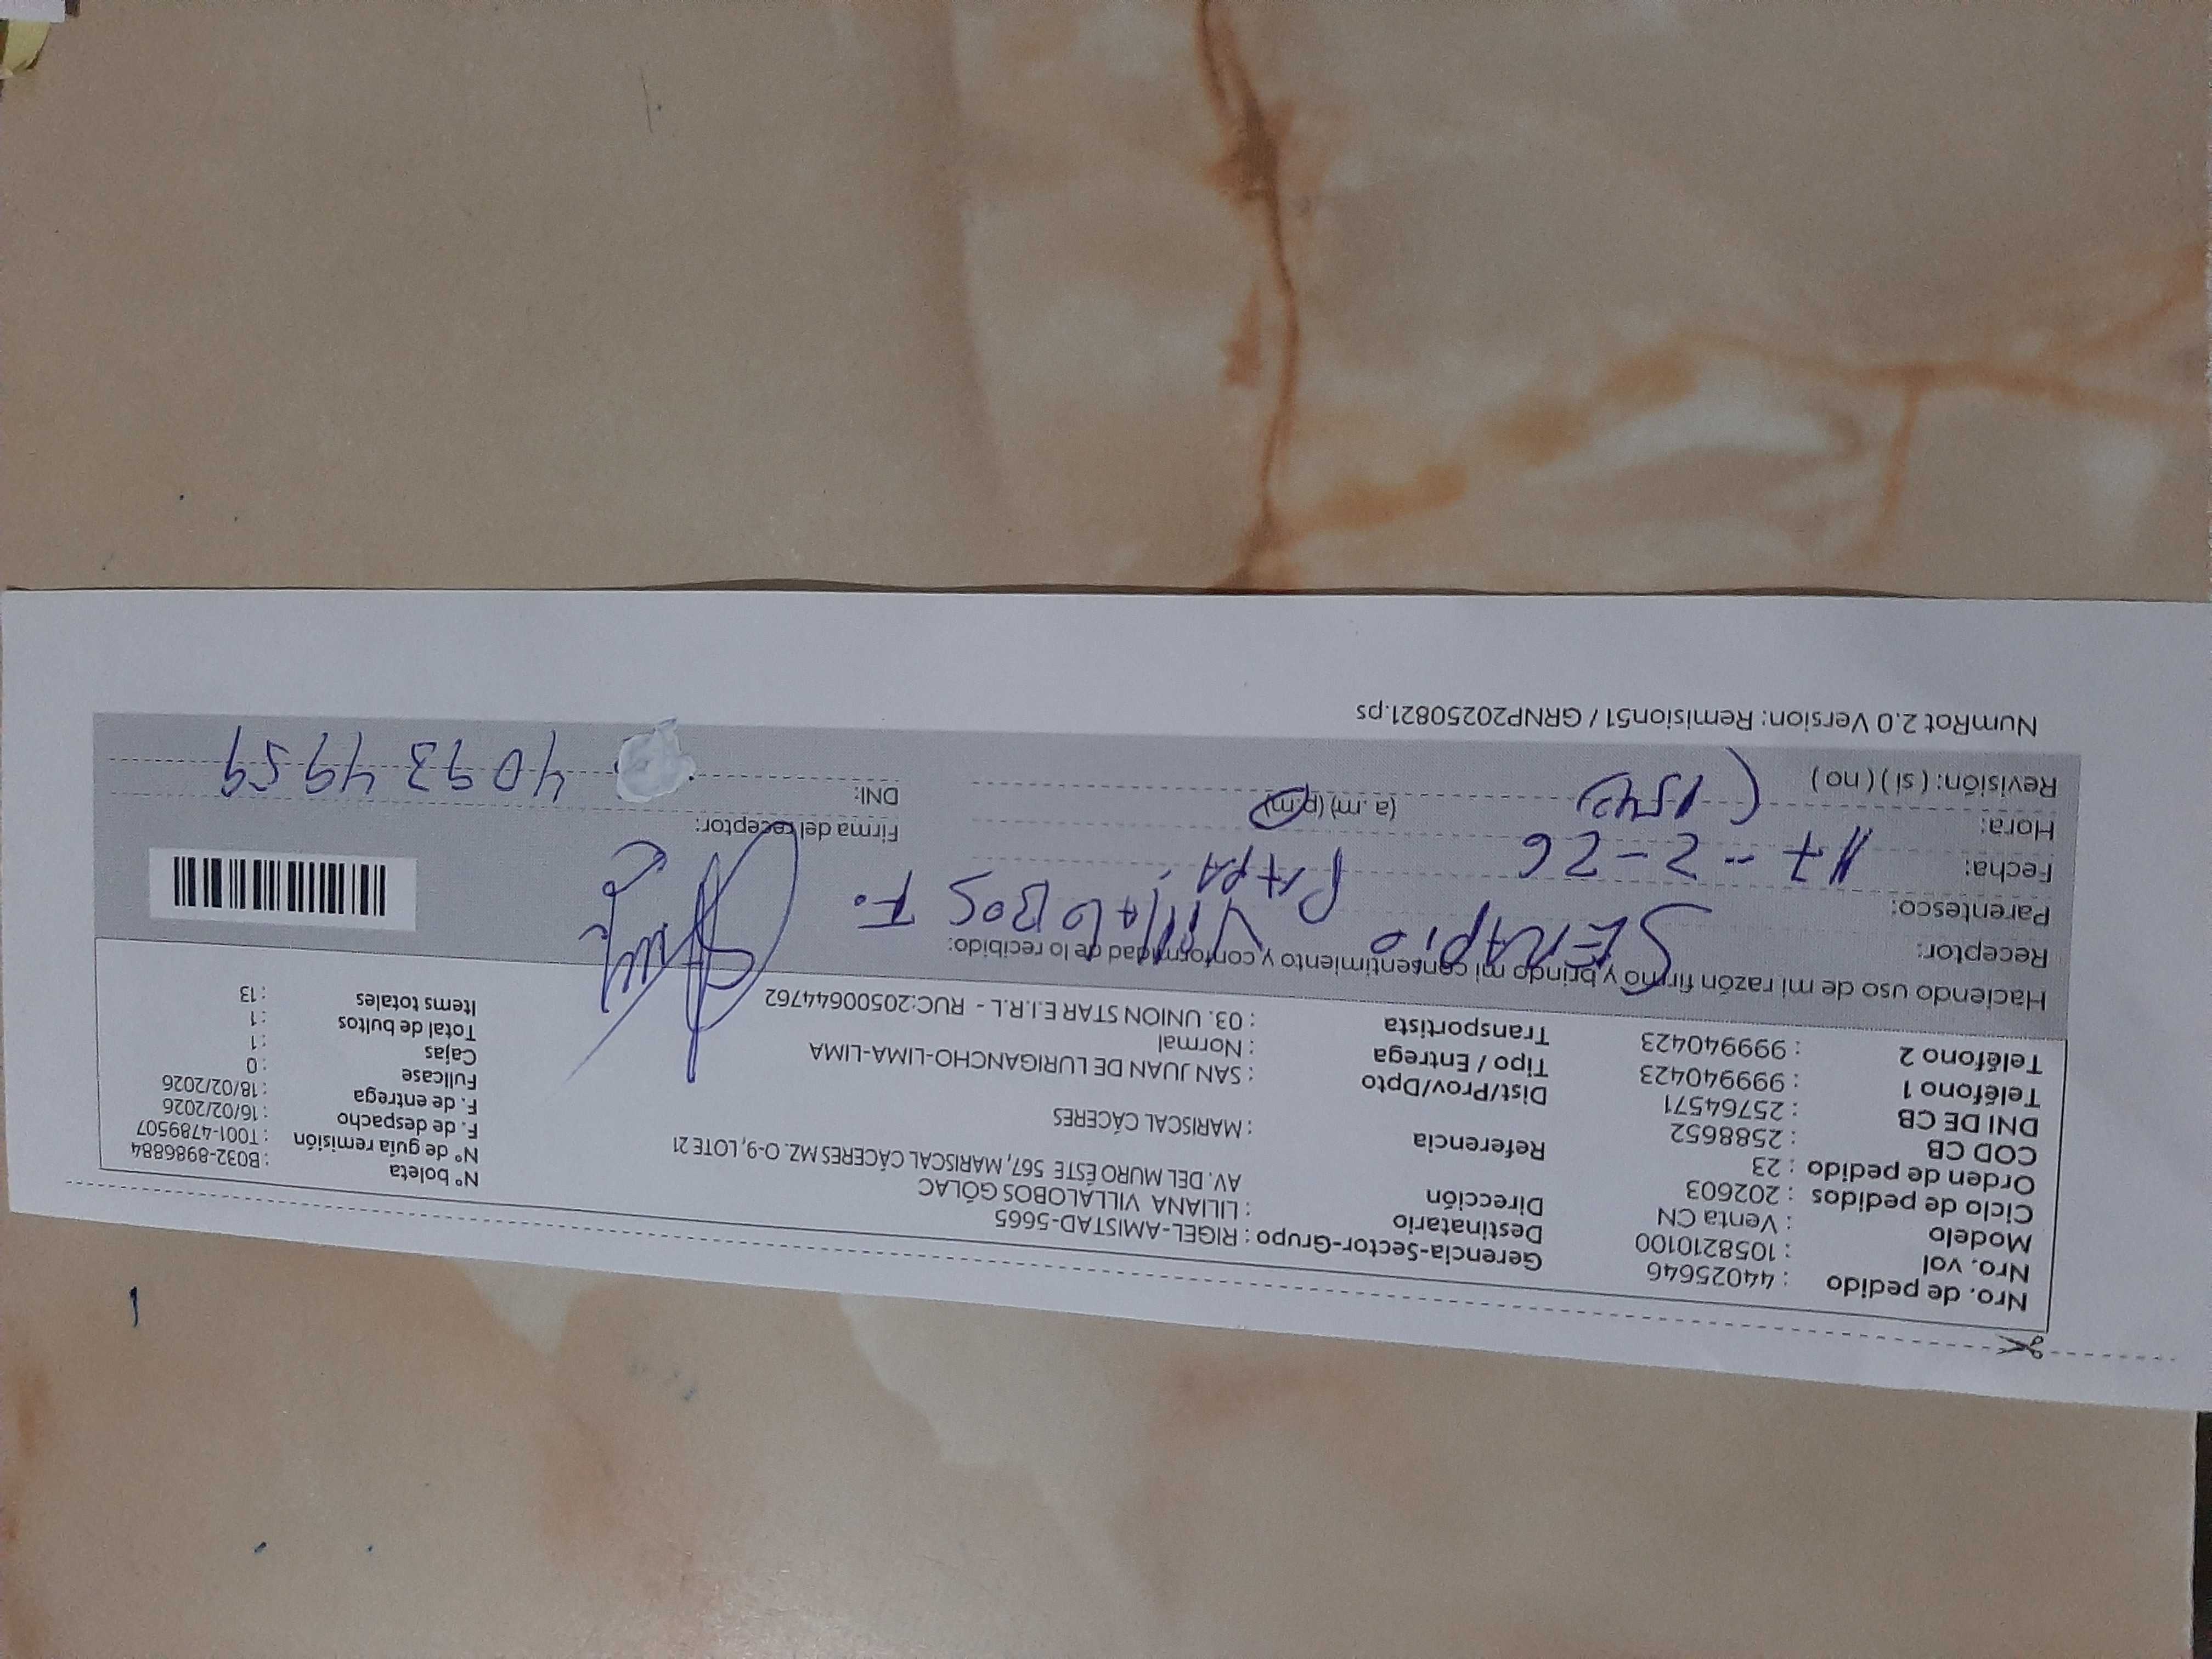 Nro. de pedido : 44025646
Nro. vol : 1058210100
Modelo : Venta CN
Ciclo de pedidos : 202603
Orden de pedido : 23
COD CB : 2588652
DNI DE CB : 25764571
Teléfono 1 : 999940423
Teléfono 2 : 999940423
Gerencia-Sector-Grupo : RIGEL-AMISTAD-5665
Destinatario : LILIANA VILLALOBOS GÓLAC
Dirección AV. DEL MURO ÉSTE 567, MARISCAL CÁCERES MZ. O-9, LOTE 21
Referencia : MARISCAL CÁCERES
Dist/Prov/Dpto : SAN JUAN DE LURIGANCHO-LIMA-LIMA
Tipo / Entrega : Normal
Transportista : 03. UNION STAR E.I.R.L - RUC:20500644762
Nº boleta : B032-8986884
Nº de guía remisión : T001-4789507
F. de despacho : 16/02/2026
F. de entrega : 18/02/2026
Fullcase : 0
Cajas : 1
Total de bultos : 1
Items totales : 13
Haciendo uso de mi razón firmo y brindo mi consentimiento y conformidad de lo recibido:
Receptor: SERAPIO VillALOBOS F.
Parentesco: PAPA
Fecha: 17-2-26
Hora: (a.m) (p.m)
Revisión: ( si ) ( no )
Firma del receptor:
DNI: 4093 4959
NumRot 2.0 Version: Remision51 / GRNP20250821.ps